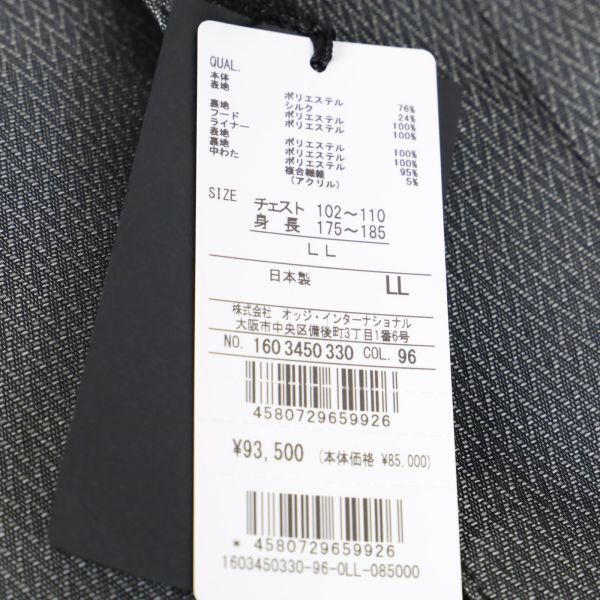 QUAL.
本体
表地 ポリエステル 76%
シルク 24%
裏地 ポリエステル 100%
フード ポリエステル 100%
ライナー
表地 ポリエステル 100%
裏地 ポリエステル 100%
中わた ポリエステル 95%
複合繊維 5%
(アクリル)
SIZE チェスト 102〜110
身長 175〜185
LL
日本製 LL
株式会社 オッジ・インターナショナル
大阪市中央区備後町3丁目1番6号
NO. 1603450330 COL. 96
4580729659926
¥93,500 (本体価格 ¥85,000)
* 4580729659926
1603450330-96-0LL-085000